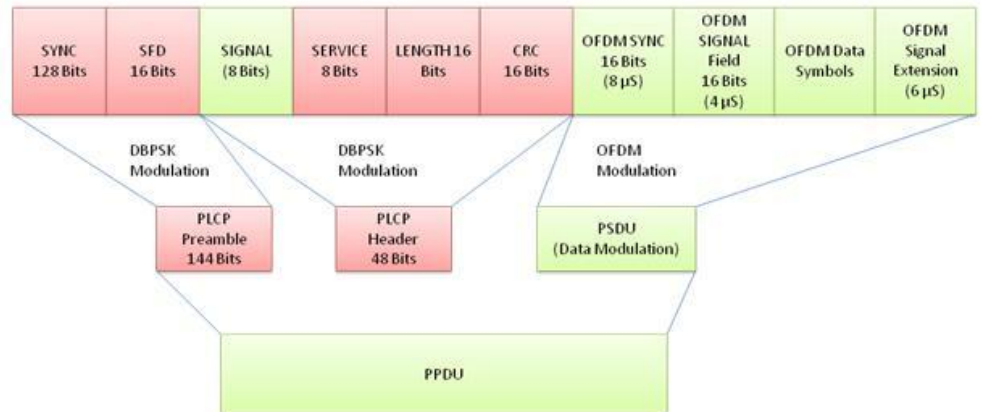 SYNC
128 Bits
SFD
16 Bits
SIGNAL
(8 Bits)
SERVICE
8 Bits
LENGTH 16
Bits
CRC
16 Bits
OFDM SYNC
16 Bits
(8 µS)
OFDM
SIGNAL
Field
16 Bits
(4 µS)
OFDM Data
Symbols
OFDM
Signal
Extension
(6 µS)
DBPSK
Modulation
DBPSK
Modulation
OFDM
Modulation
PLCP
Preamble
144 Bits
PLCP
Header
48 Bits
PSDU
(Data Modulation)
PPDU